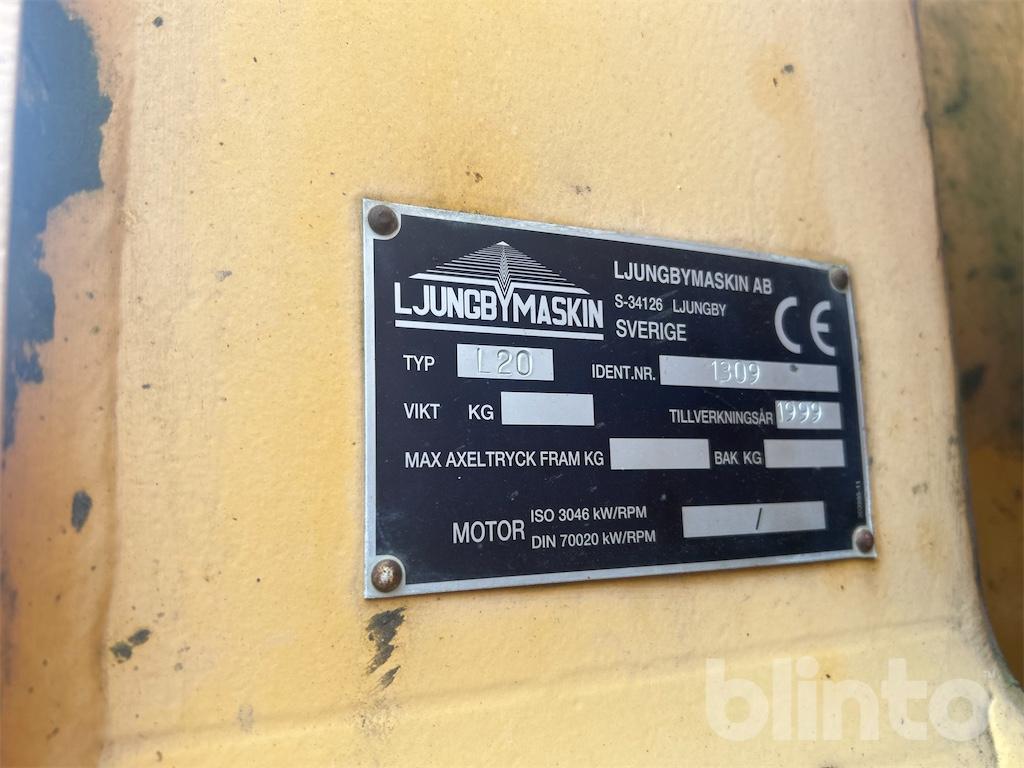 LJUNGBYMASKIN
LJUNGBYMASKIN AB
S-34126 LJUNGBY
SVERIGE
CE
TYP L20
IDENT.NR. 1309
VIKT KG
TILLVERKNINGSÅR 1999
MAX AXELTRYCK FRAM KG
BAK KG
MOTOR
ISO 3046 kW/RPM
DIN 70020 kW/RPM
/
blinto™